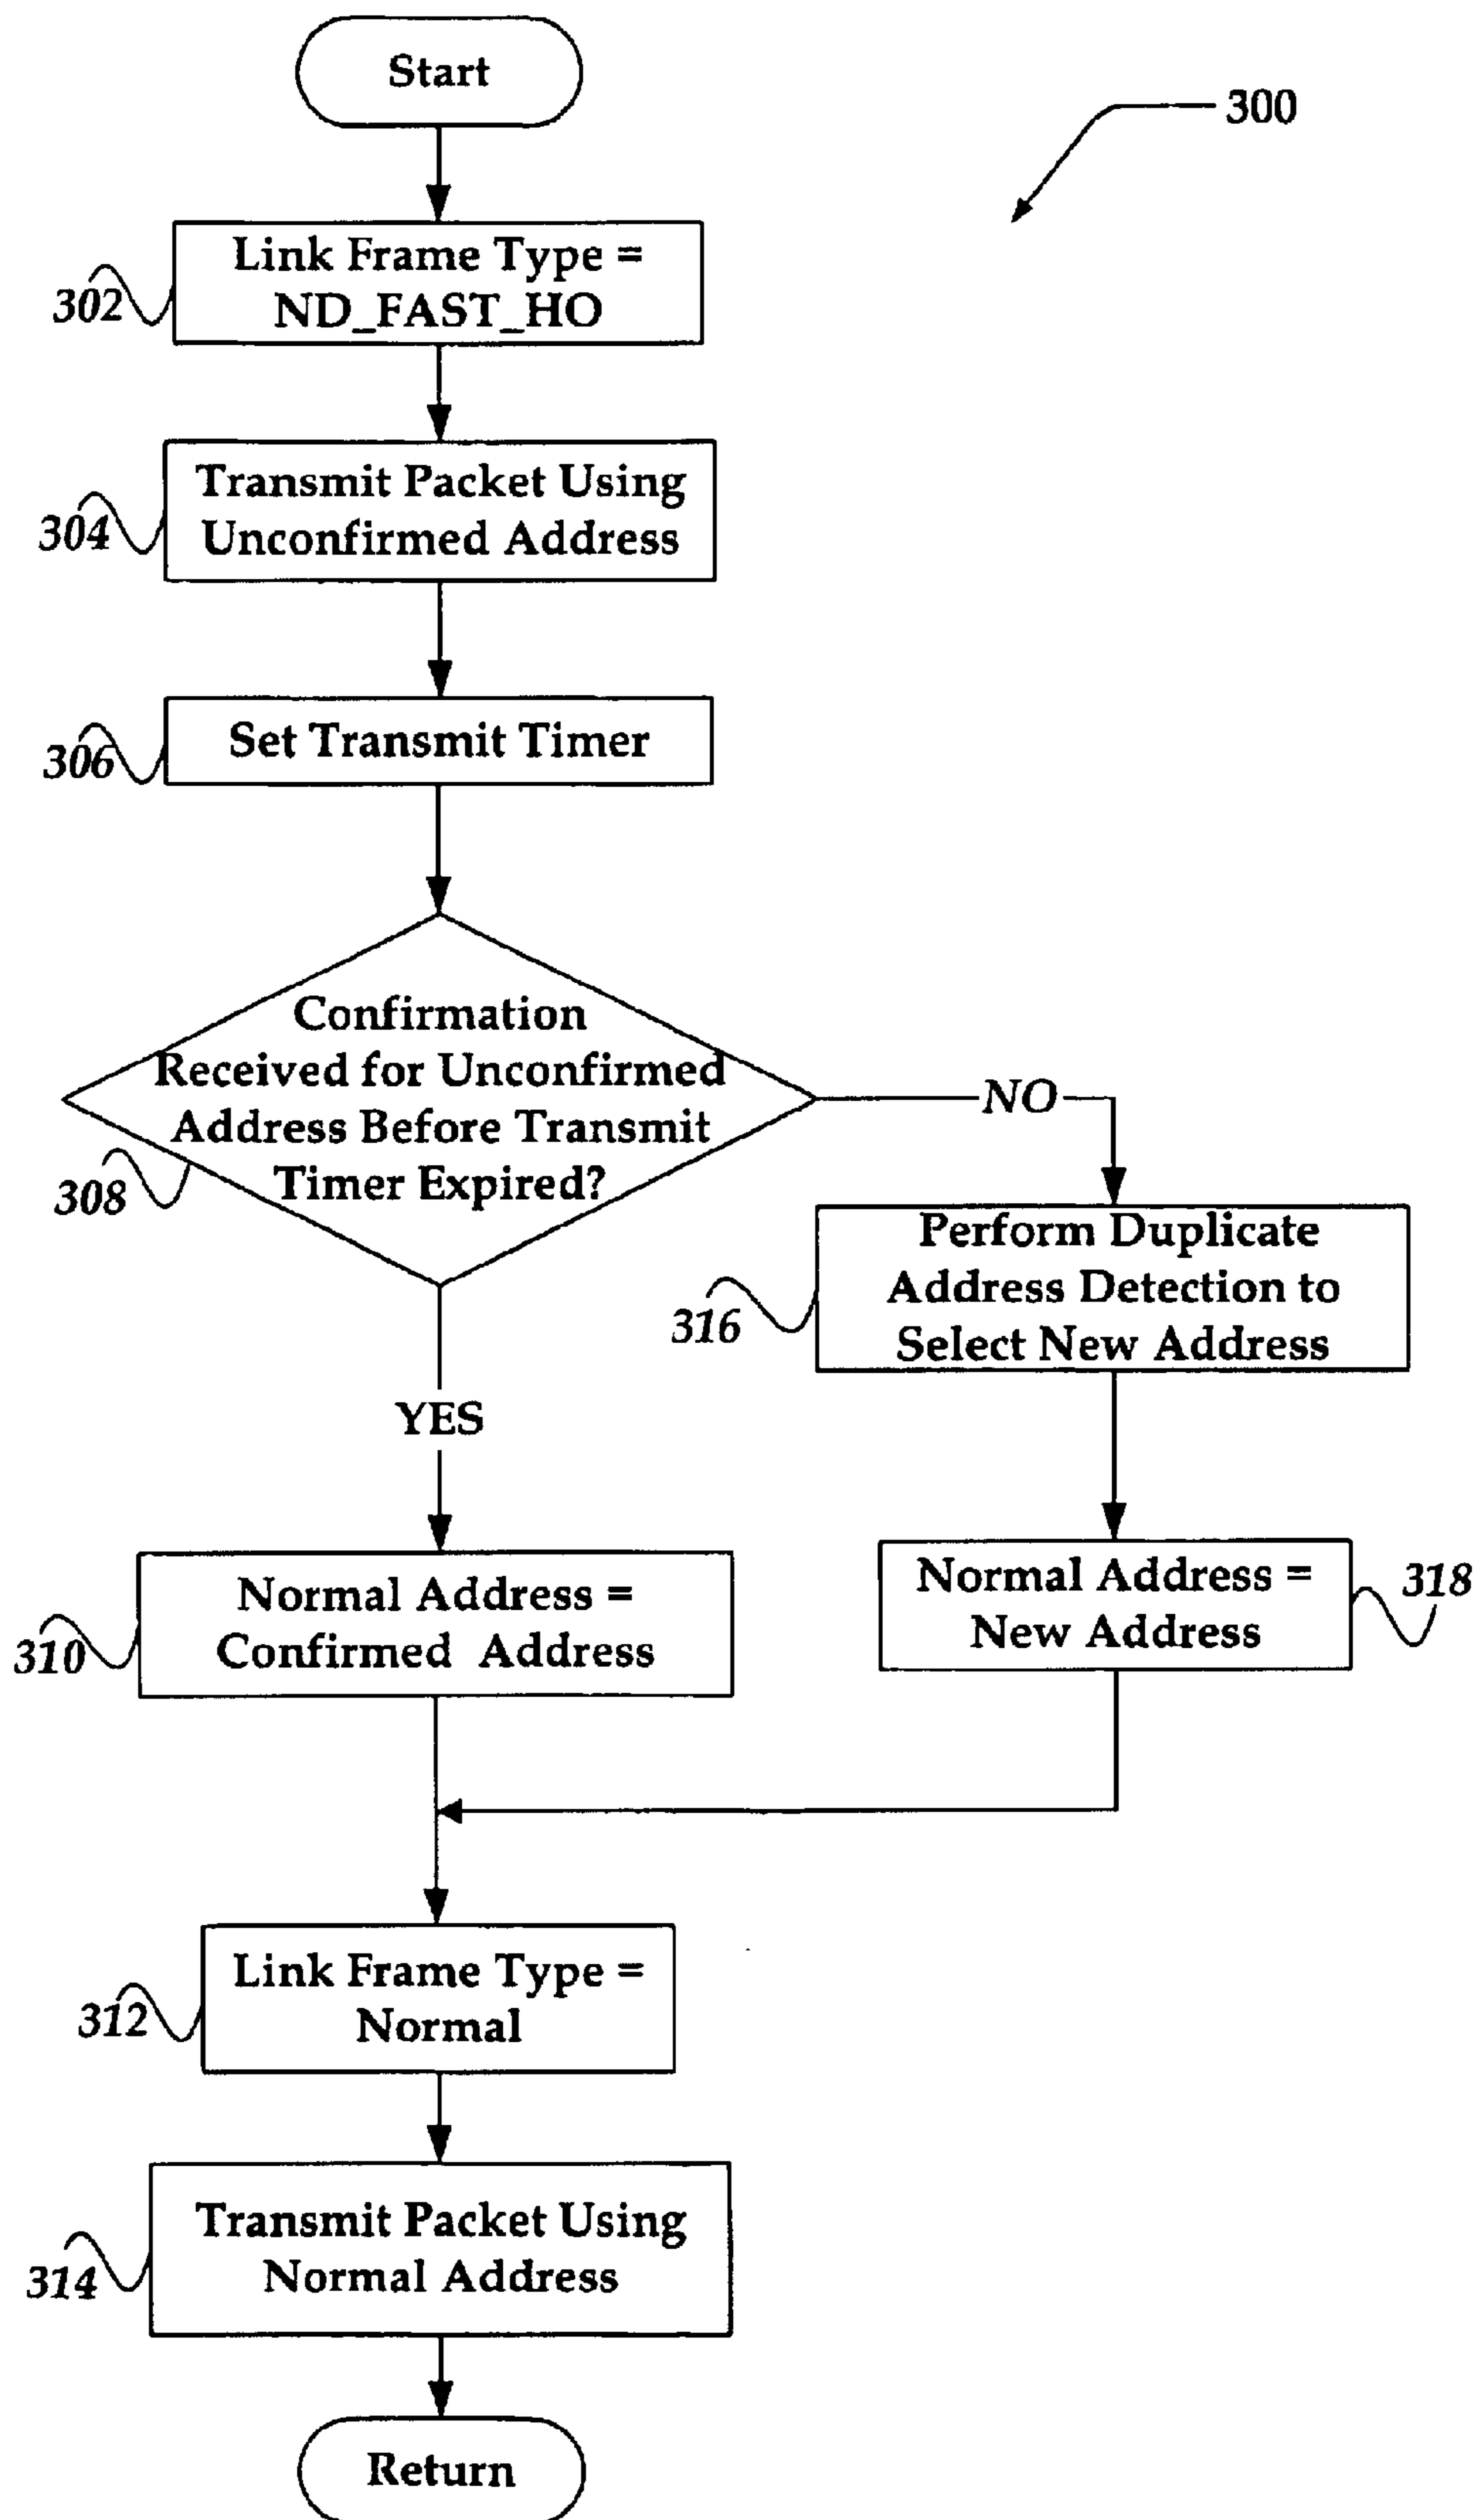 Start
300
Link Frame Type =
ND_FAST_HO
302
Transmit Packet Using
Unconfirmed Address
304
Set Transmit Timer
306
Confirmation
Received for Unconfirmed
Address Before Transmit
Timer Expired?
308
NO
Perform Duplicate
Address Detection to
Select New Address
316
YES
Normal Address =
Confirmed Address
310
Normal Address =
New Address
318
Link Frame Type =
Normal
312
Transmit Packet Using
Normal Address
314
Return